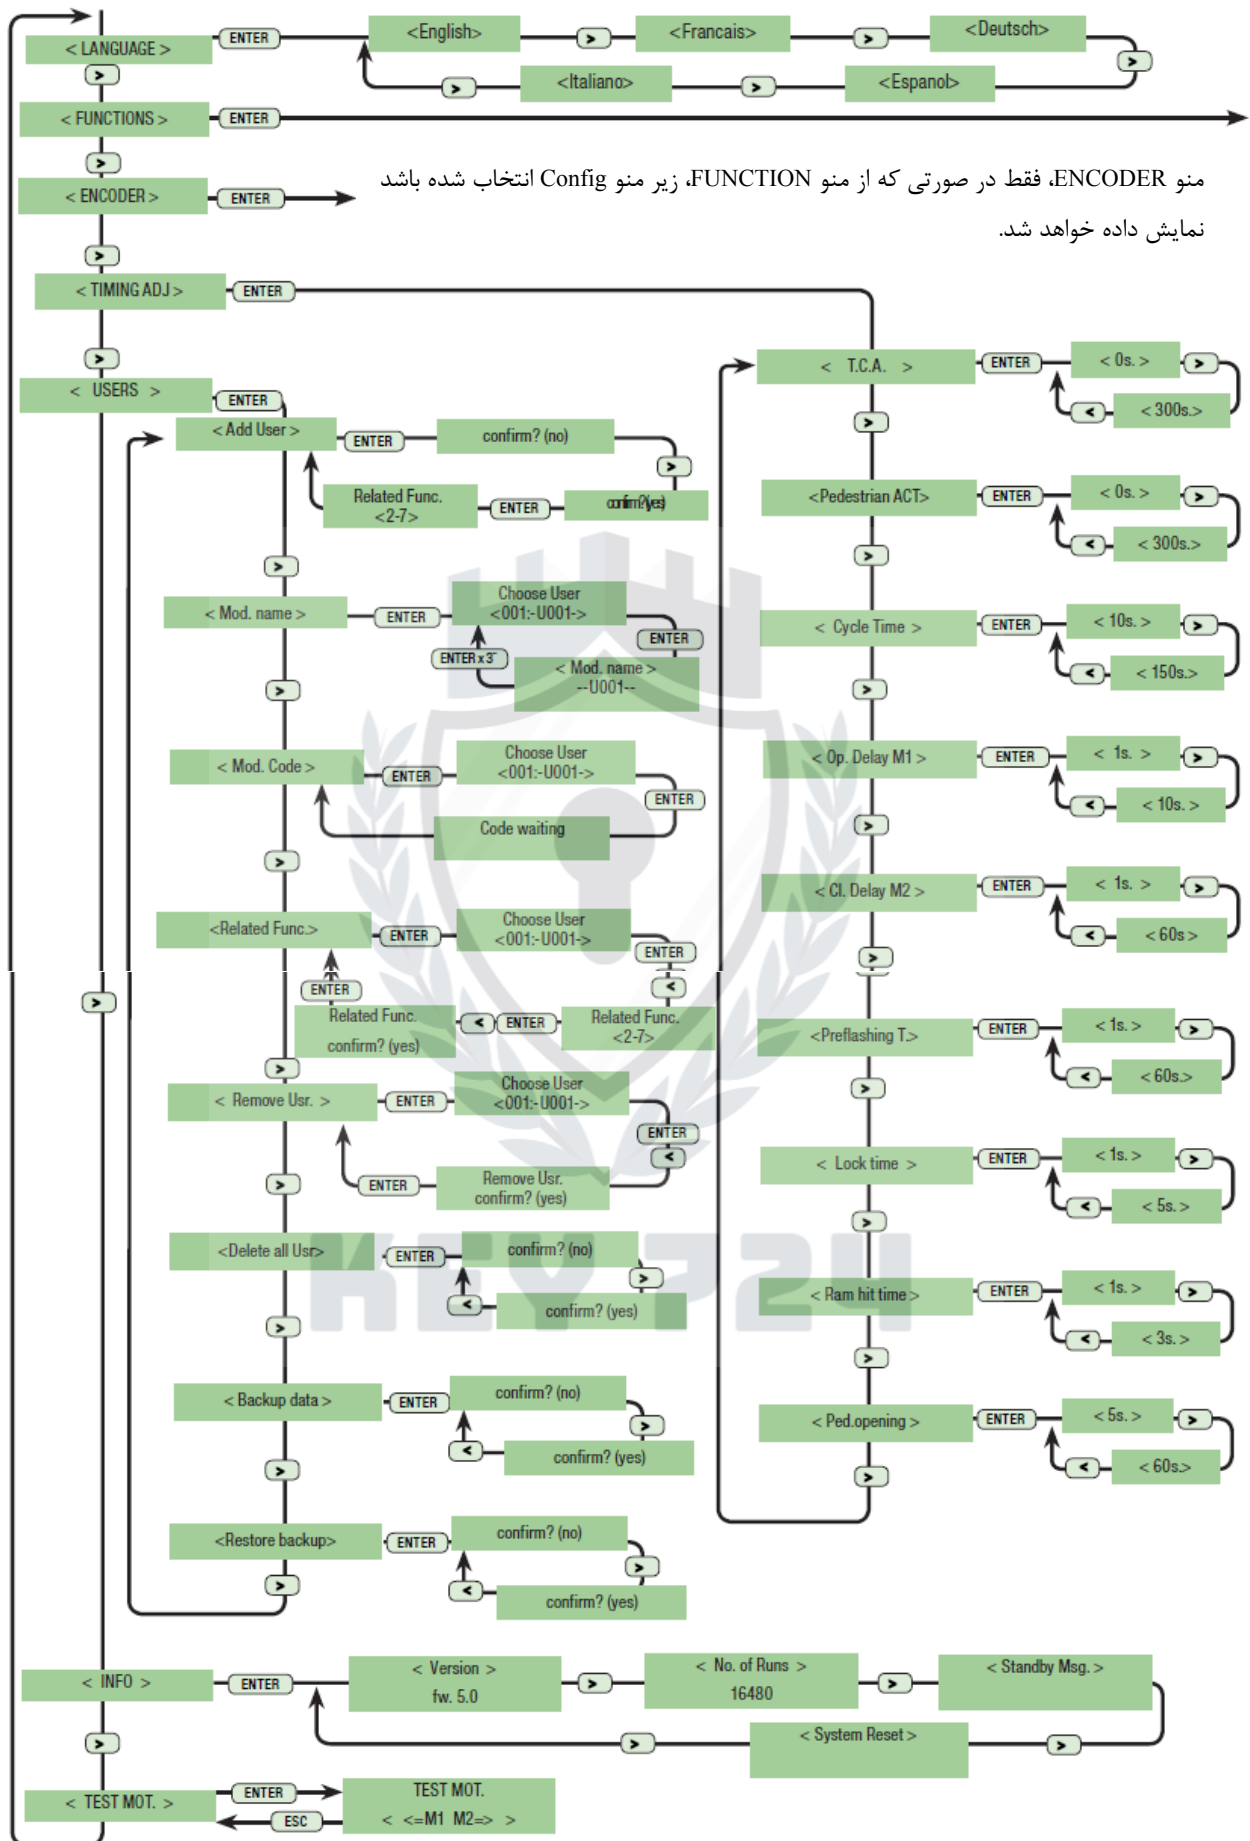 <English>
>
<Francais>
>
<Deutsch>
< LANGUAGE >
ENTER
>
>
<Italiano>
>
<Espanol>
>
< FUNCTIONS >
ENTER
>
منو ENCODER، فقط در صورتی که از منو FUNCTION، زیر منو Config انتخاب شده باشد
نمایش داده خواهد شد.
< ENCODER >
ENTER
>
< TIMING ADJ >
ENTER
>
< USERS >
ENTER
< Add User >
ENTER
confirm? (no)
>
Related Func.
<2-7>
ENTER
confirm?(yes)
>
< Mod. name >
ENTER
Choose User
<001:-U001->
ENTER
ENTER x 3"
< Mod. name >
--U001--
>
< Mod. Code >
ENTER
Choose User
<001:-U001->
ENTER
Code waiting
>
<Related Func.>
ENTER
Choose User
<001:-U001->
ENTER
<
ENTER
Related Func.
confirm? (yes)
<
ENTER
Related Func.
<2-7>
>
>
< Remove Usr. >
ENTER
Choose User
<001:-U001->
ENTER
<
ENTER
Remove Usr.
confirm? (yes)
>
<Delete all Usr>
ENTER
confirm? (no)
>
<
confirm? (yes)
>
< Backup data >
ENTER
confirm? (no)
>
<
confirm? (yes)
>
<Restore backup>
ENTER
confirm? (no)
>
<
confirm? (yes)
>
< T.C.A. >
ENTER
< 0s. >
>
<
< 300s.>
>
<Pedestrian ACT>
ENTER
< 0s. >
>
<
< 300s.>
>
< Cycle Time >
ENTER
< 10s. >
>
<
< 150s.>
>
< Op. Delay M1 >
ENTER
< 1s. >
>
<
< 10s. >
>
< Cl. Delay M2 >
ENTER
< 1s. >
>
<
< 60s >
>
<Preflashing T.>
ENTER
< 1s. >
>
<
< 60s.>
>
< Lock time >
ENTER
< 1s. >
>
<
< 5s. >
>
< Ram hit time >
ENTER
< 1s. >
>
<
< 3s. >
>
< Ped.opening >
ENTER
< 5s. >
>
<
< 60s.>
>
KEY724
< INFO >
ENTER
< Version >
fw. 5.0
>
< No. of Runs >
16480
>
< Standby Msg. >
>
>
< System Reset >
>
< TEST MOT. >
ENTER
ESC
TEST MOT.
< <=M1 M2=> >